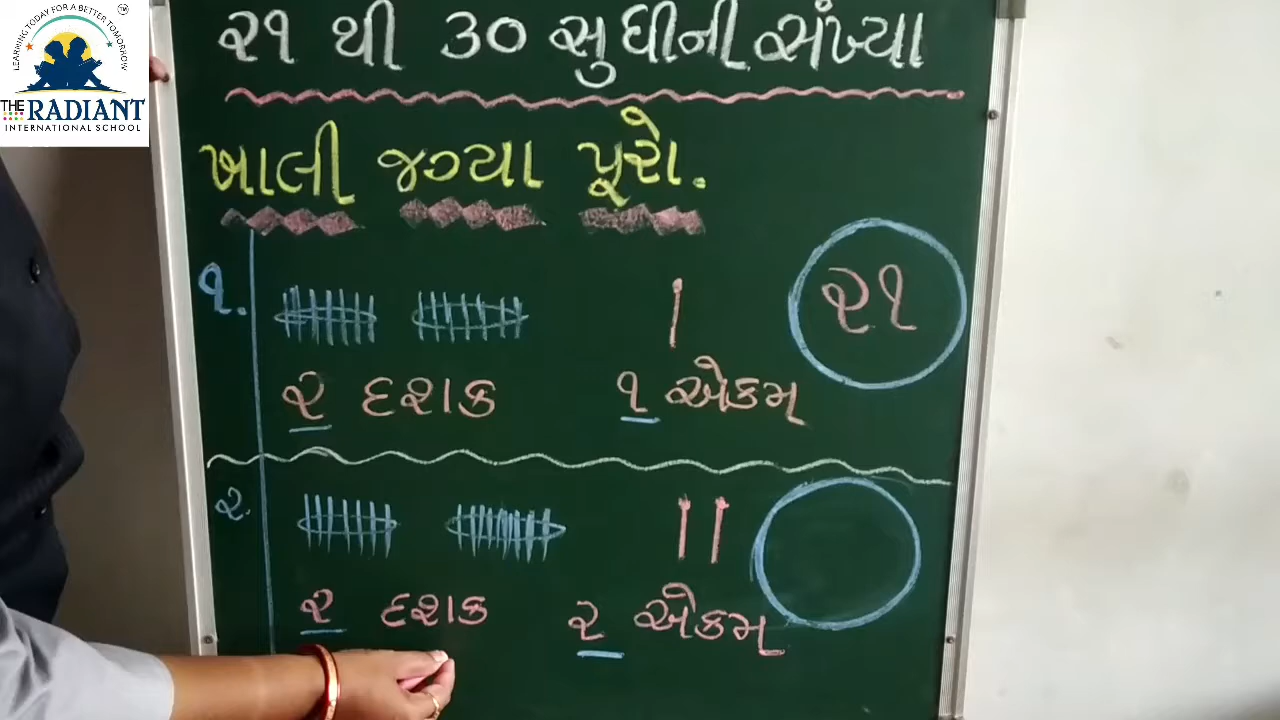 LEARNING TODAY FOR A BETTER TOMORROW
THE RADIANT
INTERNATIONAL SCHOOL
૨૧ થી ૩૦ સુધીની સંખ્યા
ખાલી જગ્યા પૂરો.
૧.
૨૧
૨ દશક ૧ એકમ
૨.
૨ દશક ૨ એકમ